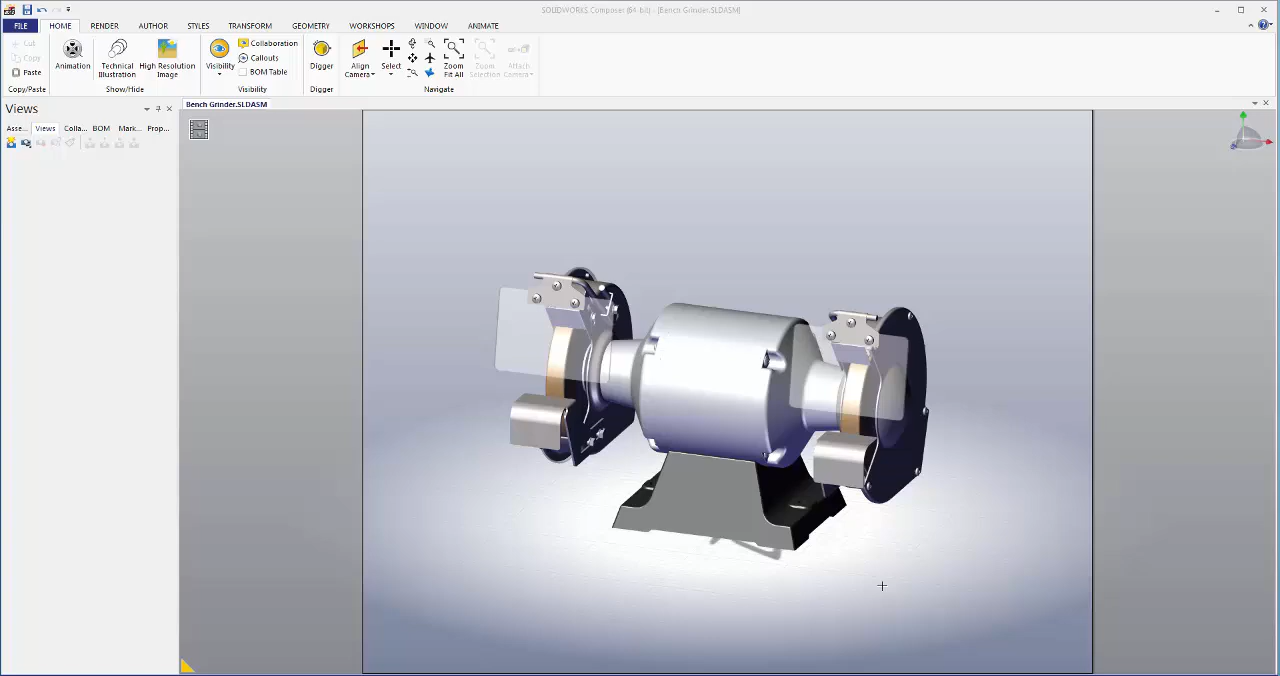 SOLIDWORKS Composer (64-bit) - [Bench Grinder.SLDASM]
FILE HOME RENDER AUTHOR STYLES TRANSFORM GEOMETRY WORKSHOPS WINDOW ANIMATE
Cut
Copy
Paste
Copy/Paste
Animation
Technical
Illustration
High Resolution
Image
Show/Hide
Visibility
Collaboration
Callouts
BOM Table
Visibility
Digger
Digger
Align
Camera
Select
Zoom
Fit All
Zoom
Selection
Attach
Camera
Navigate
Views
Bench Grinder.SLDASM
Asse... Views Colla... BOM Mark... Prop...